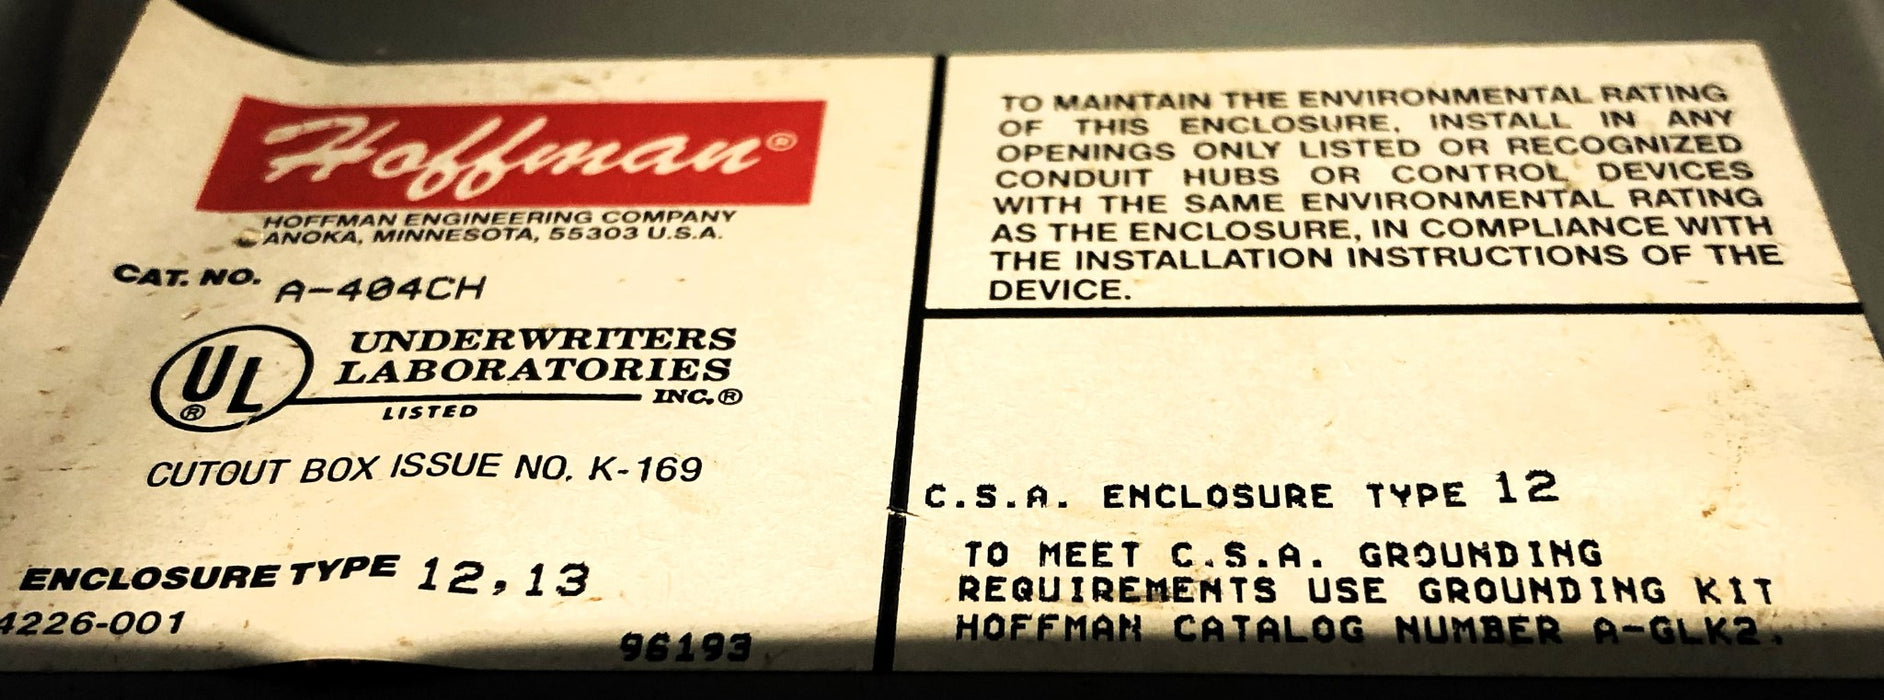 Hoffman®
HOFFMAN ENGINEERING COMPANY
ANOKA, MINNESOTA, 55303 U.S.A.
CAT. NO. A-404CH
UL®
UNDERWRITERS
LABORATORIES
INC.®
LISTED
CUTOUT BOX ISSUE NO. K-169
ENCLOSURE TYPE 12,13
4226-001
96193
TO MAINTAIN THE ENVIRONMENTAL RATING
OF THIS ENCLOSURE, INSTALL IN ANY
OPENINGS ONLY LISTED OR RECOGNIZED
CONDUIT HUBS OR CONTROL DEVICES
WITH THE SAME ENVIRONMENTAL RATING
AS THE ENCLOSURE, IN COMPLIANCE WITH
THE INSTALLATION INSTRUCTIONS OF THE
DEVICE.
C.S.A. ENCLOSURE TYPE 12
TO MEET C.S.A. GROUNDING
REQUIREMENTS USE GROUNDING KIT
HOFFMAN CATALOG NUMBER A-GLK2.